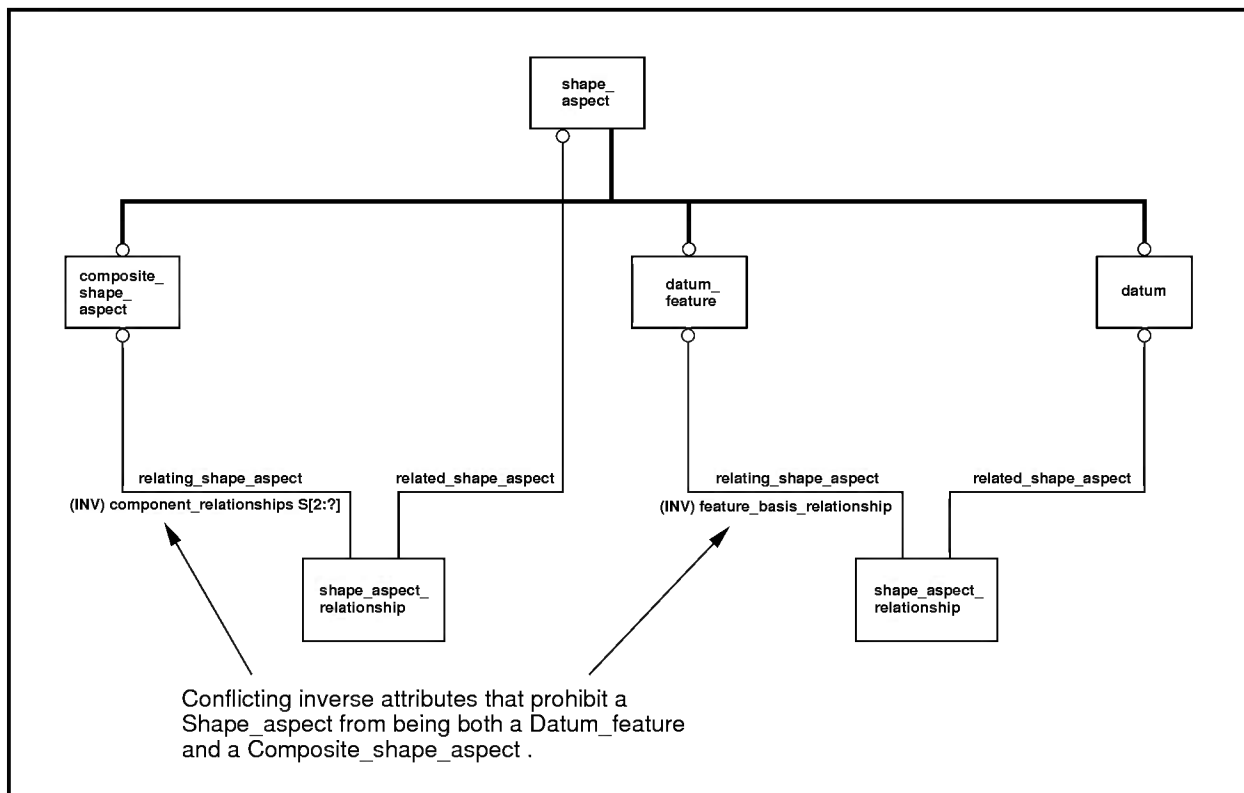 shape_
aspect
composite_
shape_
aspect
datum_
feature
datum
relating_shape_aspect
related_shape_aspect
(INV) component_relationships S[2:?]
relating_shape_aspect
related_shape_aspect
(INV) feature_basis_relationship
shape_aspect_
relationship
shape_aspect_
relationship
Conflicting inverse attributes that prohibit a
Shape_aspect from being both a Datum_feature
and a Composite_shape_aspect .